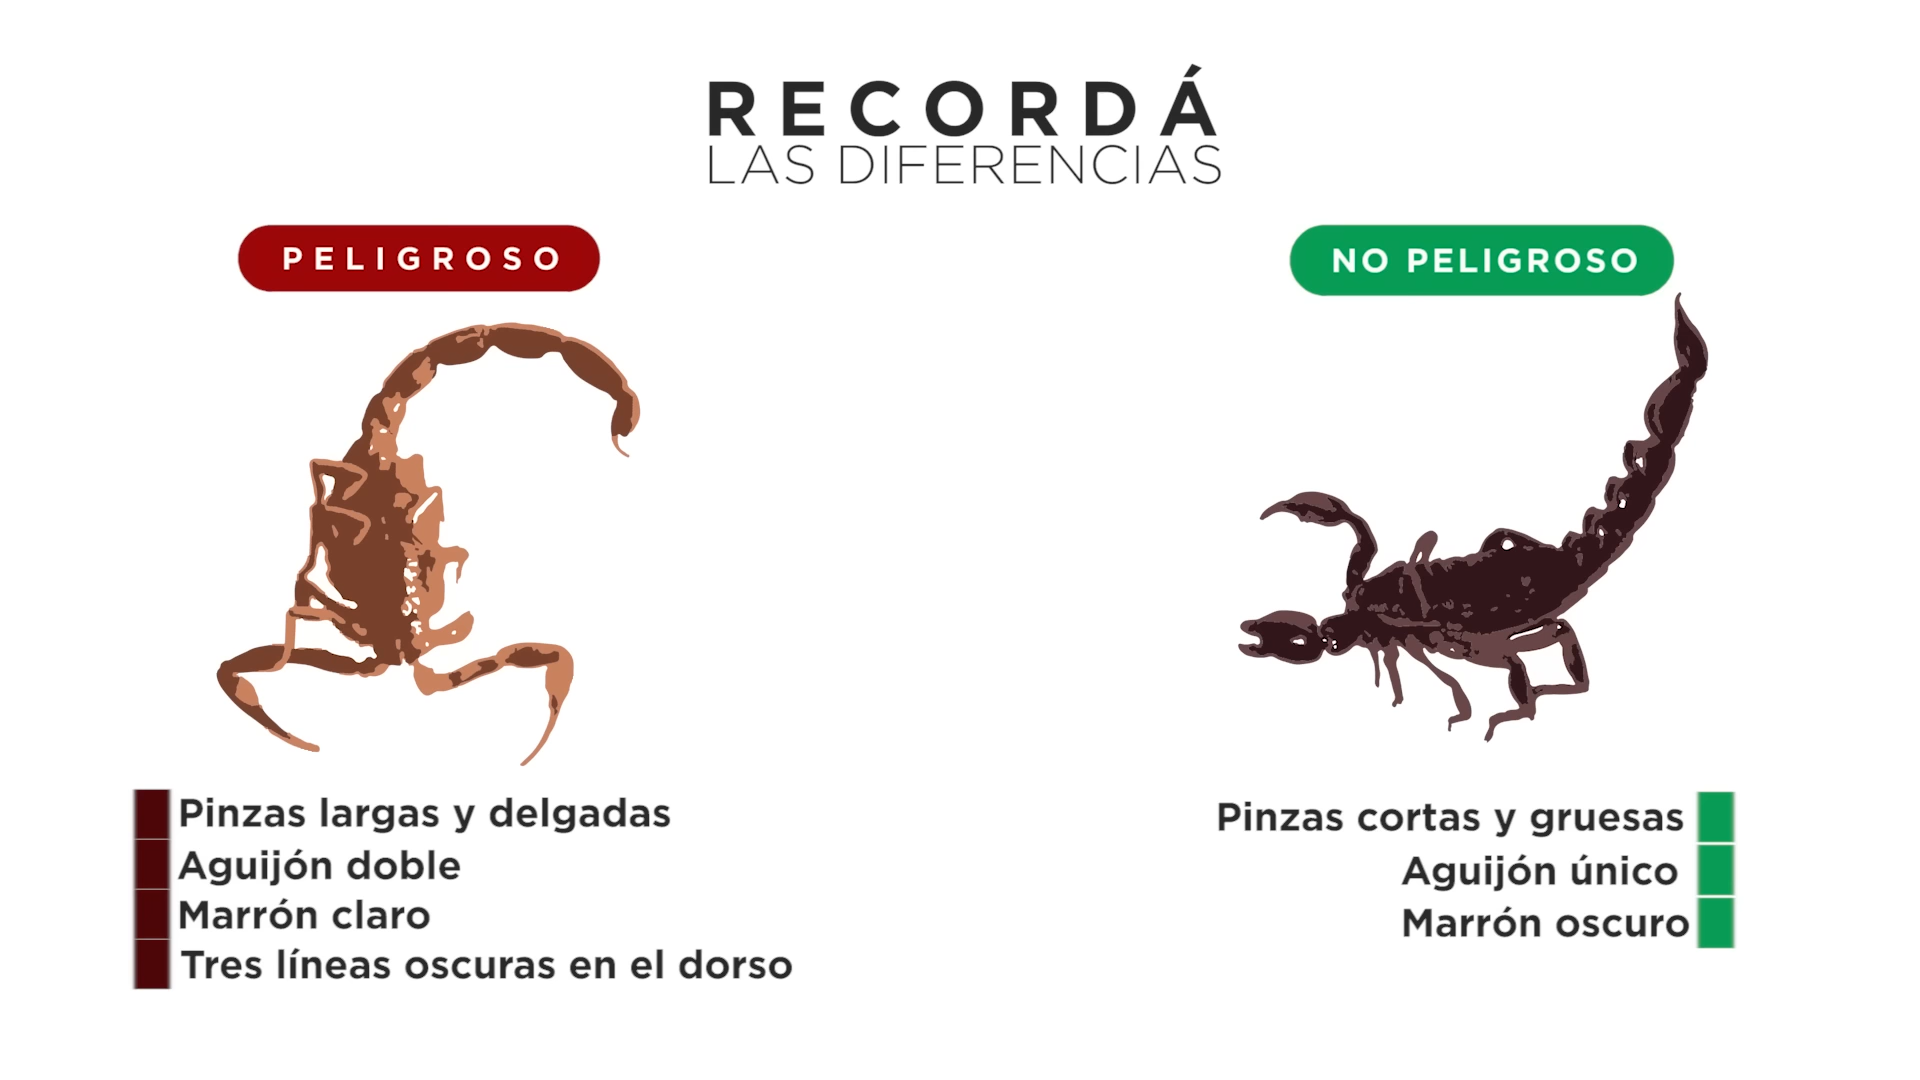 RECORDÁ
LAS DIFERENCIAS
PELIGROSO
Pinzas largas y delgadas
Aguijón doble
Marrón claro
Tres líneas oscuras en el dorso
NO PELIGROSO
Pinzas cortas y gruesas
Aguijón único
Marrón oscuro